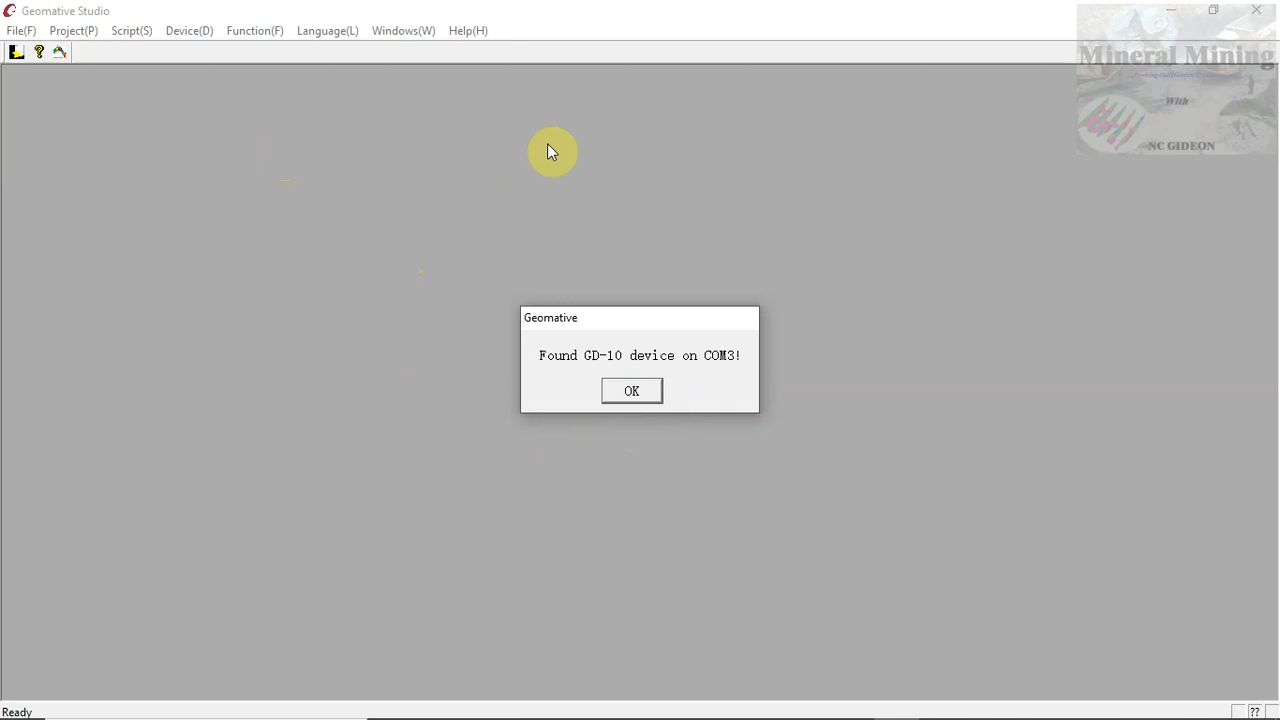 Geomative Studio
File(F) Project(P) Script(S) Device(D) Function(F) Language(L) Windows(W) Help(H)
Mineral Mining
With
NC GIDEON
Geomative
Found GD-10 device on COM3!
OK
Ready
??